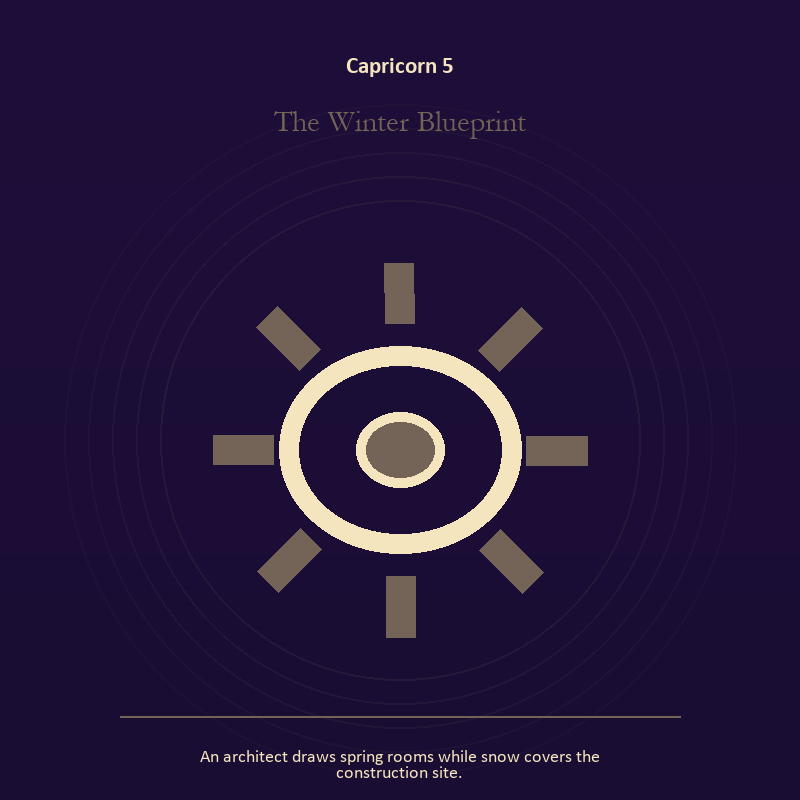 Capricorn 5
The Winter Blueprint
An architect draws spring rooms while snow covers the
construction site.